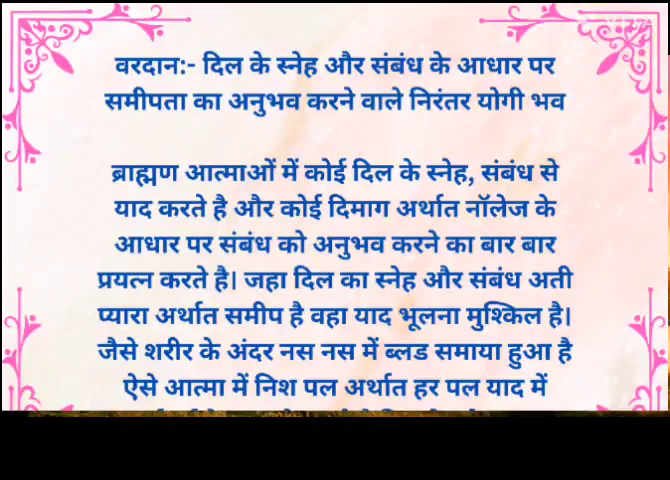 वरदान:- दिल के स्नेह और संबंध के आधार पर
समीपता का अनुभव करने वाले निरंतर योगी भव
ब्राह्मण आत्माओं में कोई दिल के स्नेह, संबंध से
याद करते है और कोई दिमाग अर्थात नॉलेज के
आधार पर संबंध को अनुभव करने का बार बार
प्रयत्न करते है। जहा दिल का स्नेह और संबंध अती
प्यारा अर्थात समीप है वहा याद भूलना मुश्किल है।
जैसे शरीर के अंदर नस नस में ब्लड समाया हुआ है
ऐसे आत्मा में निश पल अर्थात हर पल याद में